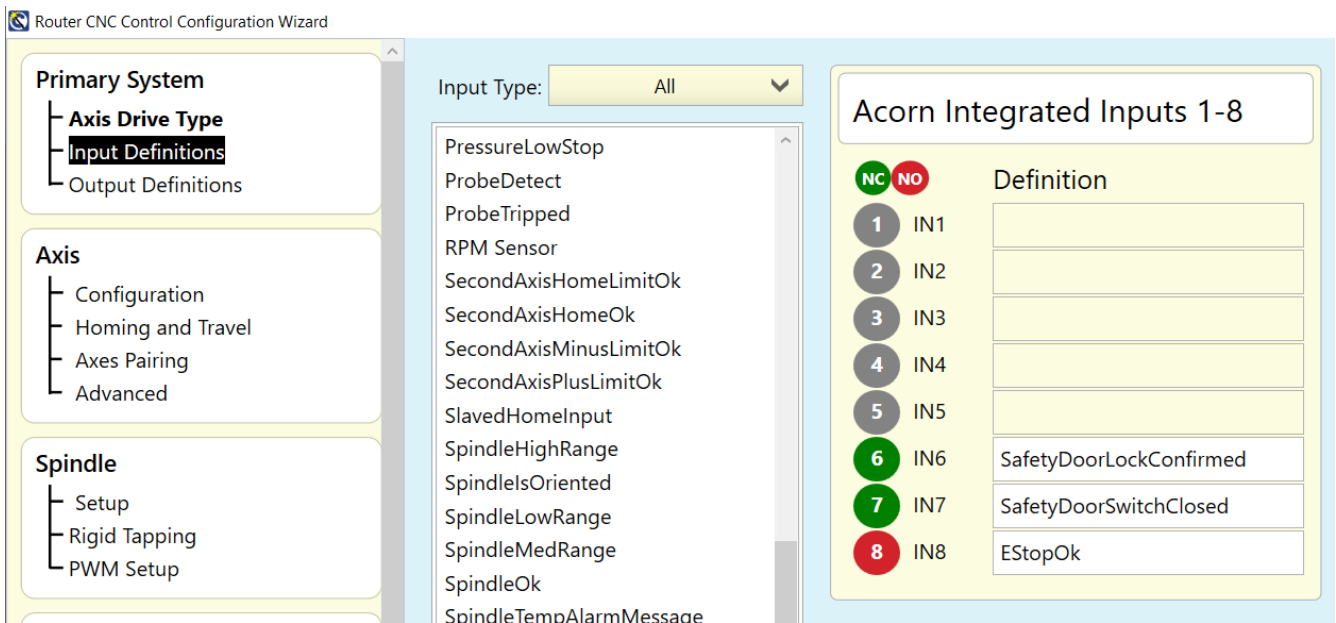 Router CNC Control Configuration Wizard
Primary System
Axis Drive Type
Input Definitions
Output Definitions
Axis
Configuration
Homing and Travel
Axes Pairing
Advanced
Spindle
Setup
Rigid Tapping
PWM Setup
Input Type: All
PressureLowStop
ProbeDetect
ProbeTripped
RPM Sensor
SecondAxisHomeLimitOk
SecondAxisHomeOk
SecondAxisMinusLimitOk
SecondAxisPlusLimitOk
SlavedHomeInput
SpindleHighRange
SpindleIsOriented
SpindleLowRange
SpindleMedRange
SpindleOk
SpindleTempAlarmMessage
Acorn Integrated Inputs 1-8
NC NO Definition
1 IN1
2 IN2
3 IN3
4 IN4
5 IN5
6 IN6 SafetyDoorLockConfirmed
7 IN7 SafetyDoorSwitchClosed
8 IN8 EStopOk